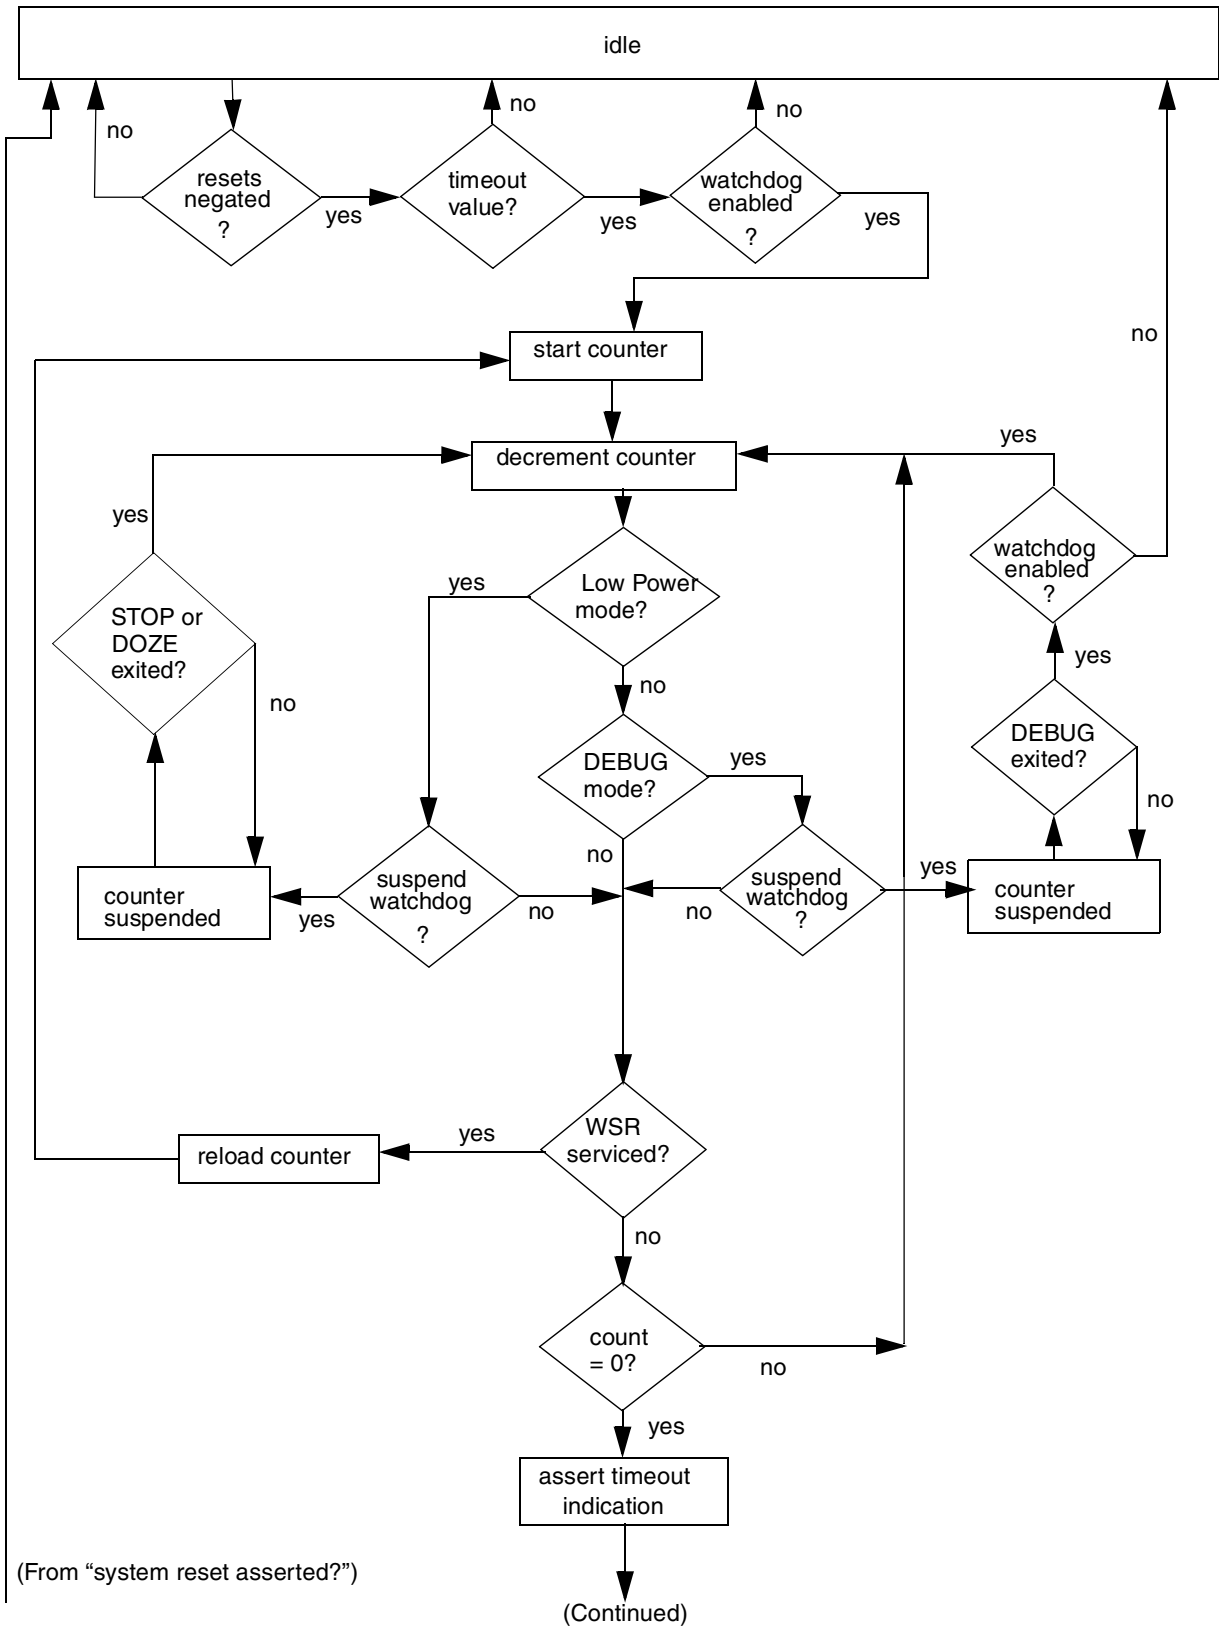 idle
no
no
no
resets
negated
?
yes
timeout
value?
yes
watchdog
enabled
?
yes
start counter
no
decrement counter
yes
yes
STOP or
DOZE
exited?
no
yes
Low Power
mode?
no
watchdog
enabled
?
yes
DEBUG
mode?
yes
DEBUG
exited?
no
no
counter
suspended
yes
suspend
watchdog
?
no
no
suspend
watchdog
?
yes
counter
suspended
reload counter
yes
WSR
serviced?
no
count
= 0?
no
yes
assert timeout
indication
(From “system reset asserted?”)
(Continued)